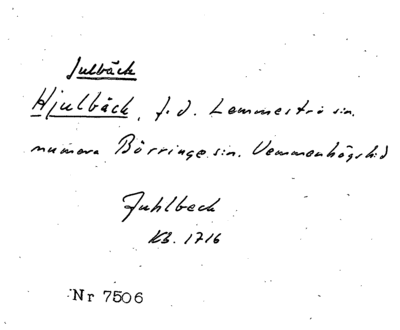 Julbäck
Hjulbäck, f.d. Lemmeströ sn.
numera Börringe sn. Vemmenhögs hd
Juhlbeck
KB. 1716
Nr 7506